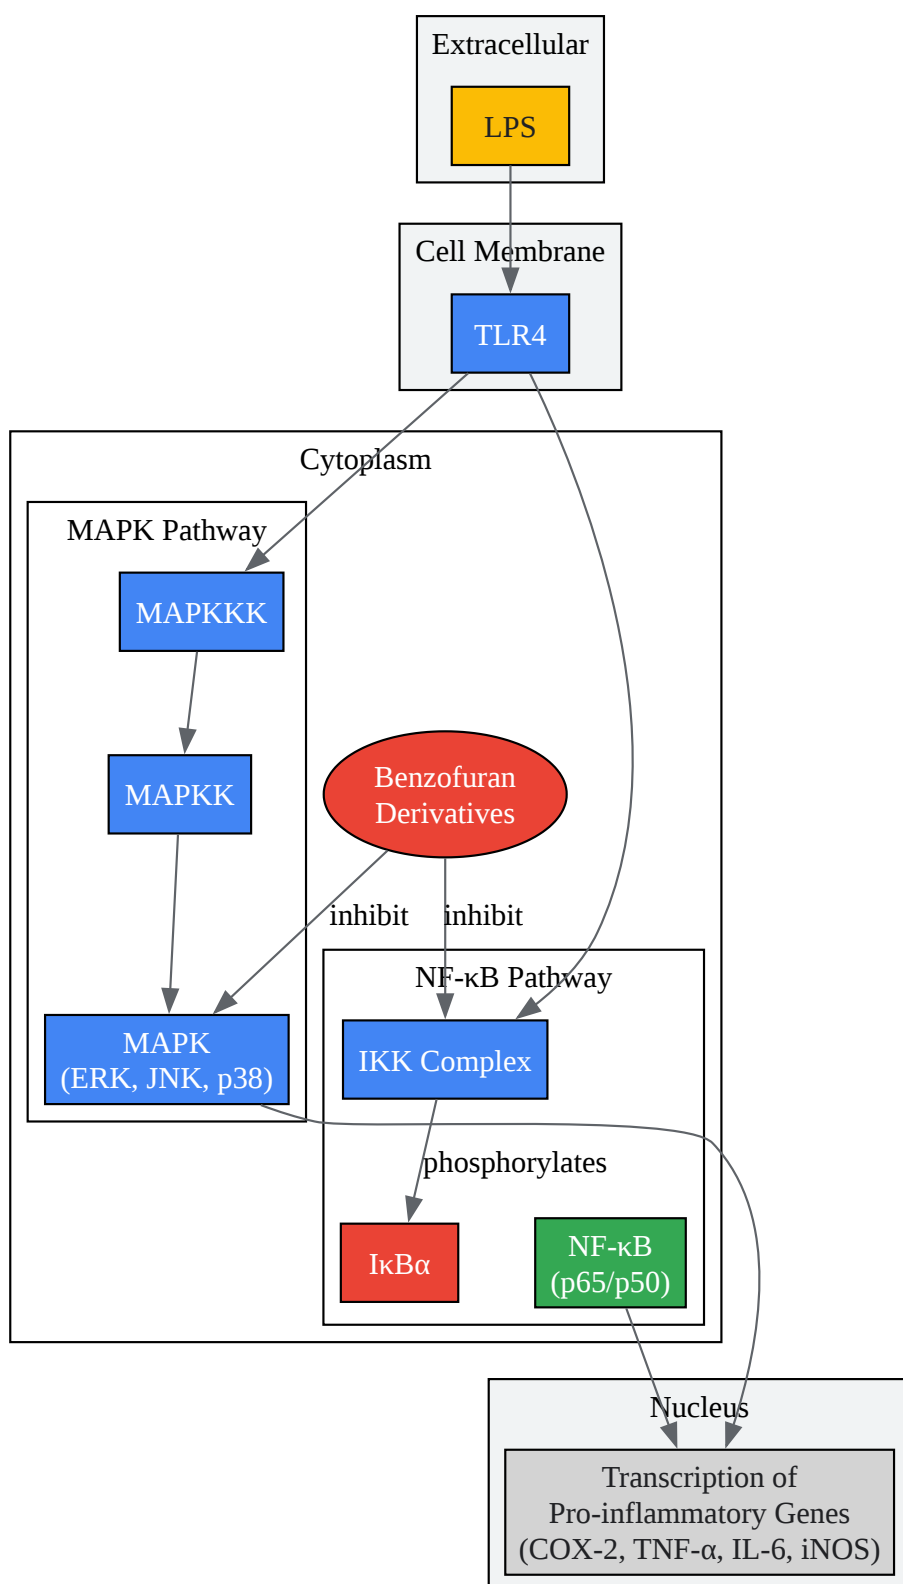 Extracellular
LPS
Cell Membrane
TLR4
Cytoplasm
MAPK Pathway
MAPKKK
MAPKK
Benzofuran
Derivatives
inhibit
inhibit
NF-κB Pathway
MAPK
(ERK, JNK, p38)
IKK Complex
phosphorylates
IκBα
NF-κB
(p65/p50)
Nucleus
Transcription of
Pro-inflammatory Genes
(COX-2, TNF-α, IL-6, iNOS)